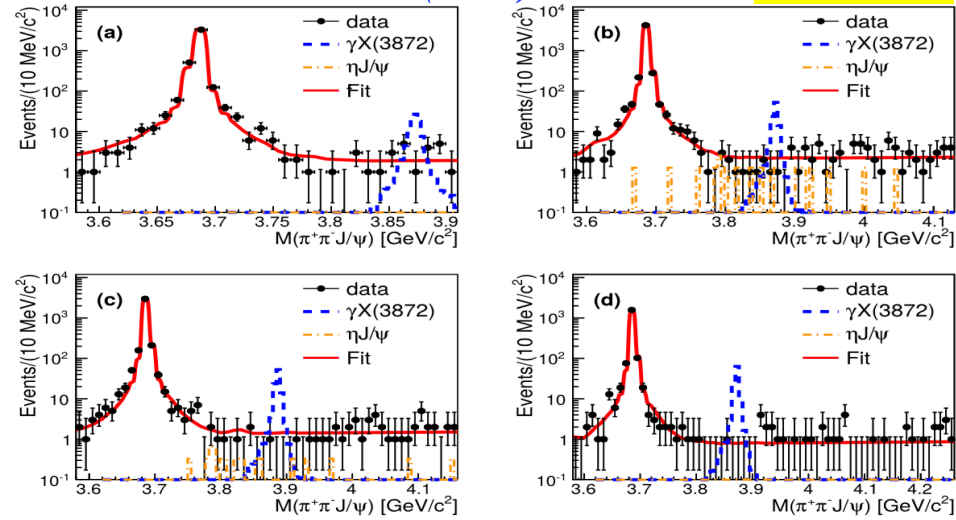 (a)
data
γX(3872)
ηJ/ψ
Fit
Events/(10 MeV/c²)
10⁴
10³
10²
10
1
10⁻¹
3.6 3.65 3.7 3.75 3.8 3.85 3.9
M(π⁺π⁻J/ψ) [GeV/c²]
(b)
data
γX(3872)
ηJ/ψ
Fit
Events/(10 MeV/c²)
10⁴
10³
10²
10
1
10⁻¹
3.6 3.7 3.8 3.9 4 4.1
M(π⁺π⁻J/ψ) [GeV/c²]
(c)
data
γX(3872)
ηJ/ψ
Fit
Events/(10 MeV/c²)
10⁴
10³
10²
10
1
10⁻¹
3.6 3.7 3.8 3.9 4 4.1
M(π⁺π⁻J/ψ) [GeV/c²]
(d)
data
γX(3872)
ηJ/ψ
Fit
Events/(10 MeV/c²)
10⁴
10³
10²
10
1
10⁻¹
3.6 3.7 3.8 3.9 4 4.1 4.2
M(π⁺π⁻J/ψ) [GeV/c²]